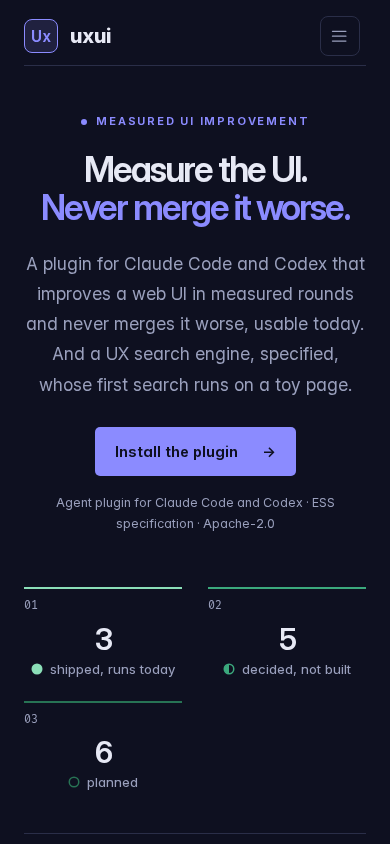 Ux uxui
MEASURED UI IMPROVEMENT
Measure the UI.
Never merge it worse.
A plugin for Claude Code and Codex that
improves a web UI in measured rounds
and never merges it worse, usable today.
And a UX search engine, specified,
whose first search runs on a toy page.
Install the plugin →
Agent plugin for Claude Code and Codex · ESS
specification · Apache-2.0
01
3
shipped, runs today
02
5
decided, not built
03
6
planned